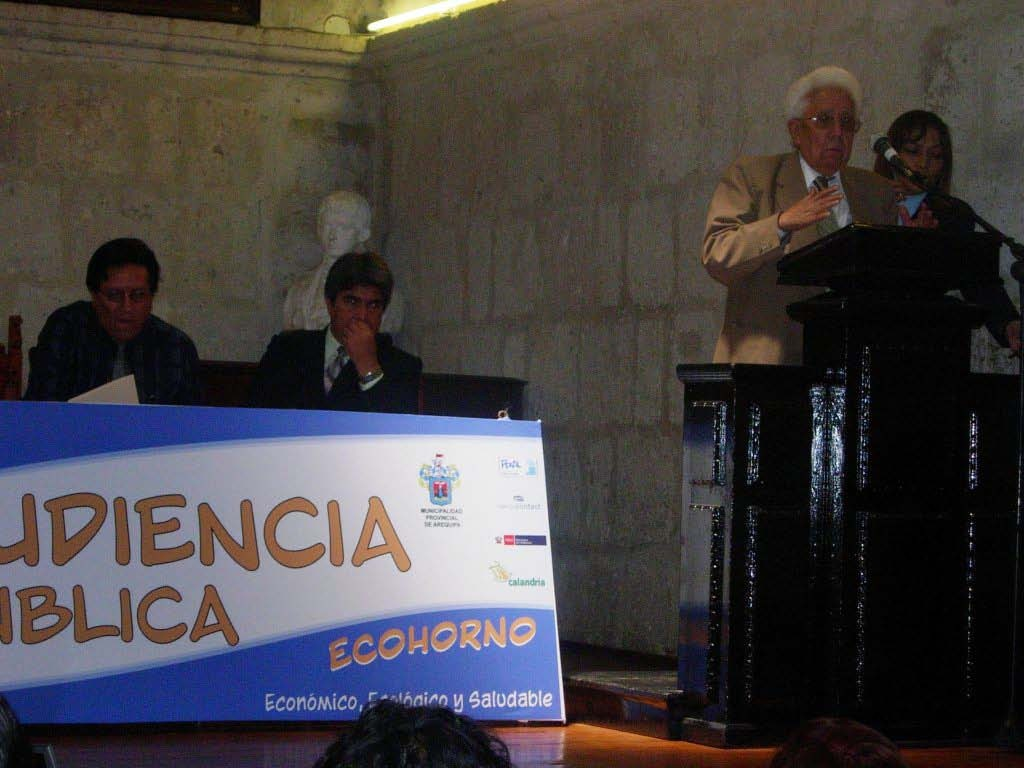 UDIENCIA
BLICA
MUNICIPALIDAD
PROVINCIAL
DE AREQUIPA
calandria
ECOHORNO
Económico, Ecológico y Saludable